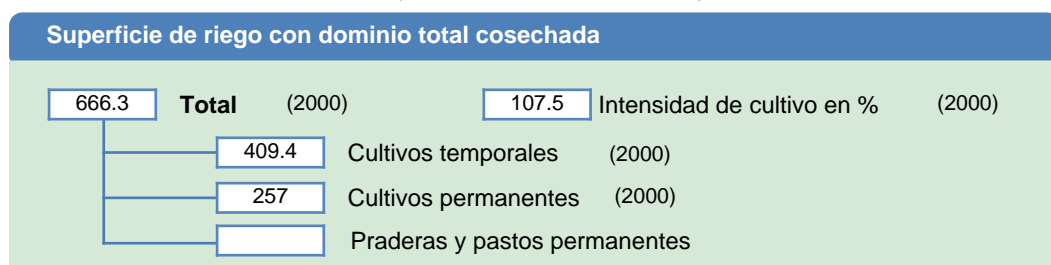 Superficie de riego con dominio total cosechada
666.3 Total (2000) 107.5 Intensidad de cultivo en % (2000)
409.4 Cultivos temporales (2000)
257 Cultivos permanentes (2000)
Praderas y pastos permanentes